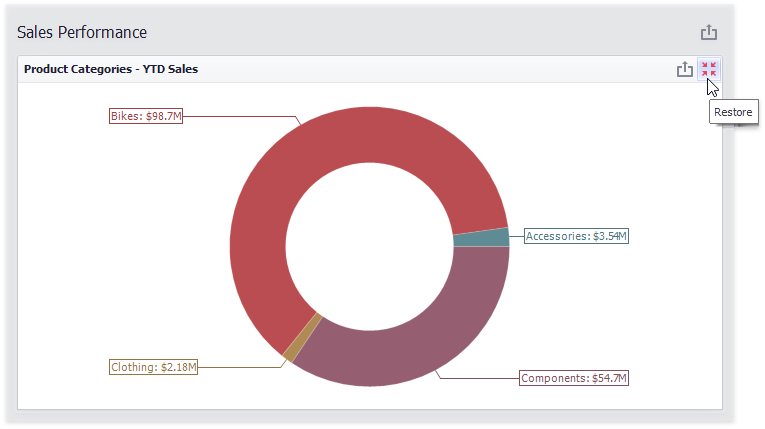 Sales Performance
Product Categories - YTD Sales
Restore
Bikes: $98.7M
Accessories: $3.54M
Clothing: $2.18M
Components: $54.7M